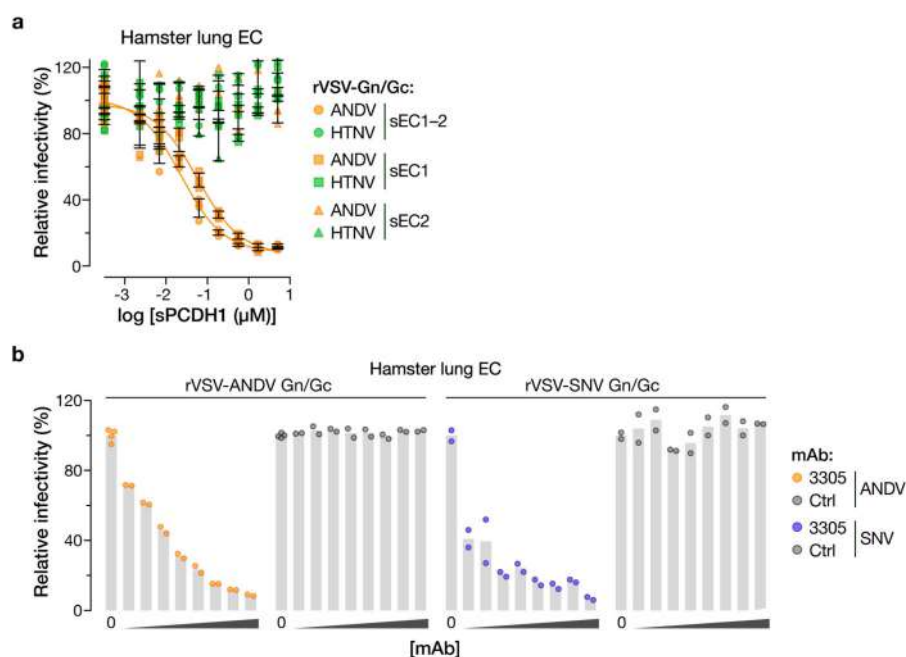 a
Hamster lung EC
120
80
40
0
Relative infectivity (%)
-3 -2 -1 0 1
log [sPCDH1 (µM)]
rVSV-Gn/Gc:
ANDV
HTNV
sEC1–2
ANDV
HTNV
sEC1
ANDV
HTNV
sEC2
b
Hamster lung EC
rVSV-ANDV Gn/Gc rVSV-SNV Gn/Gc
120
80
40
0
Relative infectivity (%)
0 0 0 0
[mAb]
mAb:
3305
Ctrl
ANDV
3305
Ctrl
SNV